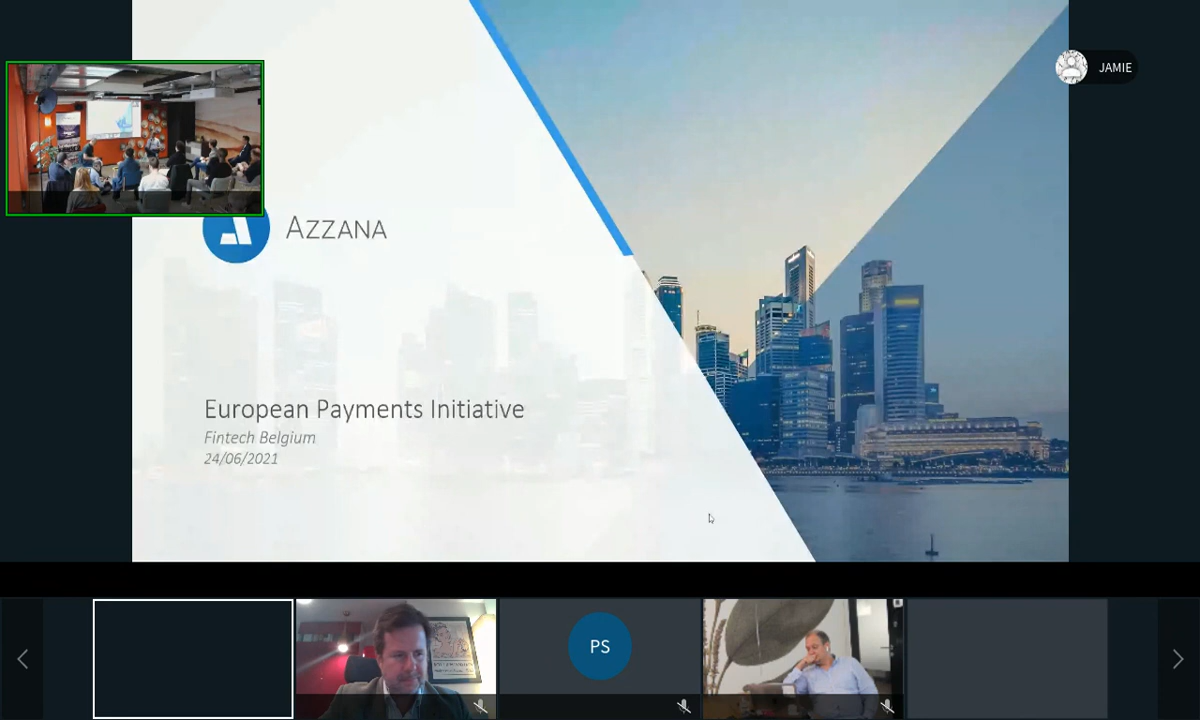 JAMIE
AZZANA
European Payments Initiative
Fintech Belgium
24/06/2021
PS